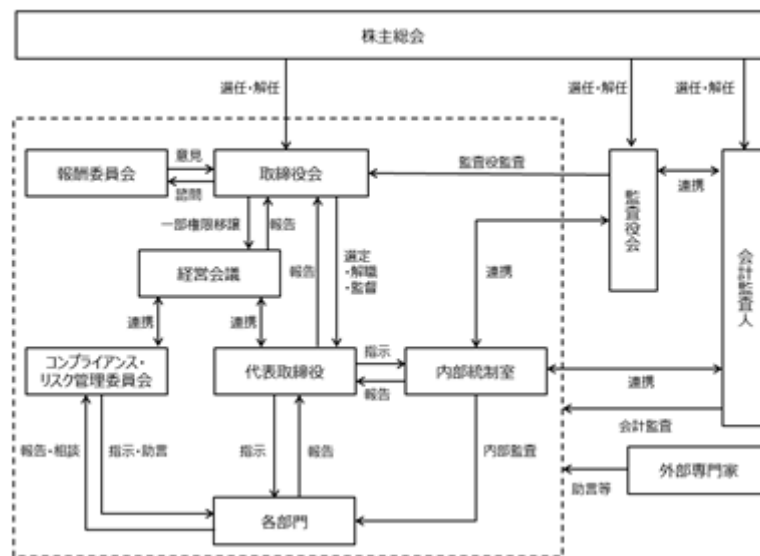 株主総会
選任・解任
選任・解任
選任・解任
報酬委員会
意見
諮問
取締役会
監査役監査
監査役会
連携
会計監査人
一部権限移譲
報告
経営会議
報告
選定
・解職
・監督
連携
連携
連携
コンプライアンス・
リスク管理委員会
代表取締役
指示
報告
内部統制室
連携
会計監査
報告・相談
指示・助言
指示
報告
内部監査
外部専門家
助言等
各部門